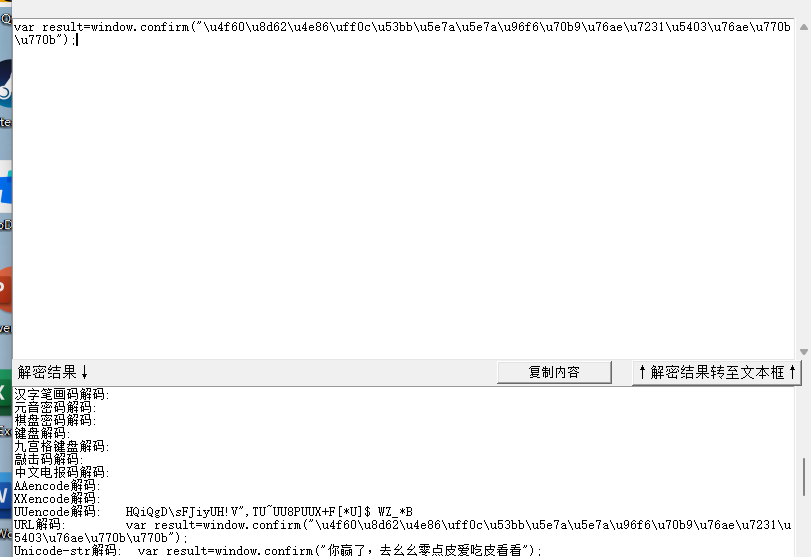 var result=window.confirm("\u4f60\u8d62\u4e86\uff0c\u53bb\u5e7a\u5e7a\u96f6\u70b9\u76ae\u7231\u5403\u76ae\u770b
\u770b");
解密结果↓
复制内容
↑解密结果转至文本框↑
汉字笔画码解码:
元音密码解码:
棋盘密码解码:
键盘解码:
九宫格键盘解码:
敲击码解码:
中文电报码解码:
AAencode解码:
XXencode解码:
UUencode解码: HQiQgD\sFJiyUH!V",TU~UU8PUUX+F[*U]$ WZ_*B
URL解码: var result=window.confirm("\u4f60\u8d62\u4e86\uff0c\u53bb\u5e7a\u5e7a\u96f6\u70b9\u76ae\u7231\u
5403\u76ae\u770b\u770b");
Unicode-str解码: var result=window.confirm("你赢了，去幺幺零点皮爱吃皮看看");